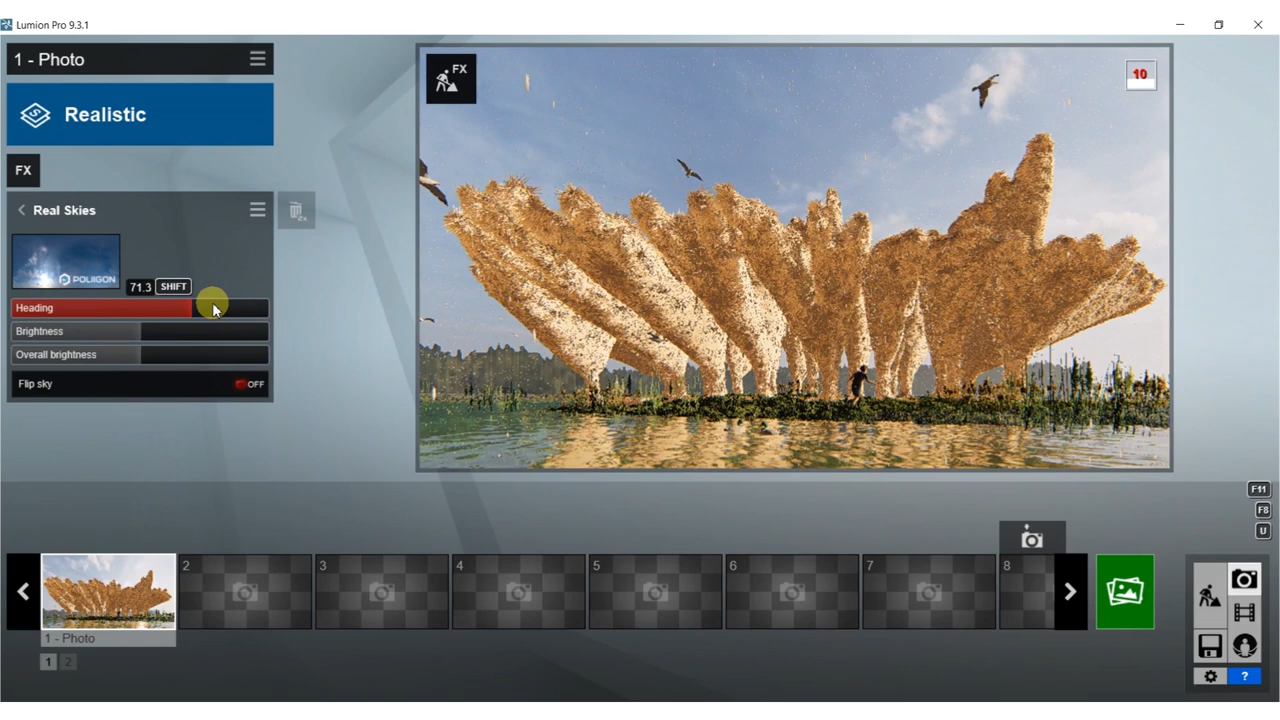 Lumion Pro 9.3.1
1 - Photo
Realistic
FX
FX
10
Real Skies
POLIIGON
71.3 SHIFT
Heading
Brightness
Overall brightness
Flip sky OFF
F11
F8
U
2 3 4 5 6 7 8
1 - Photo
1 2
?